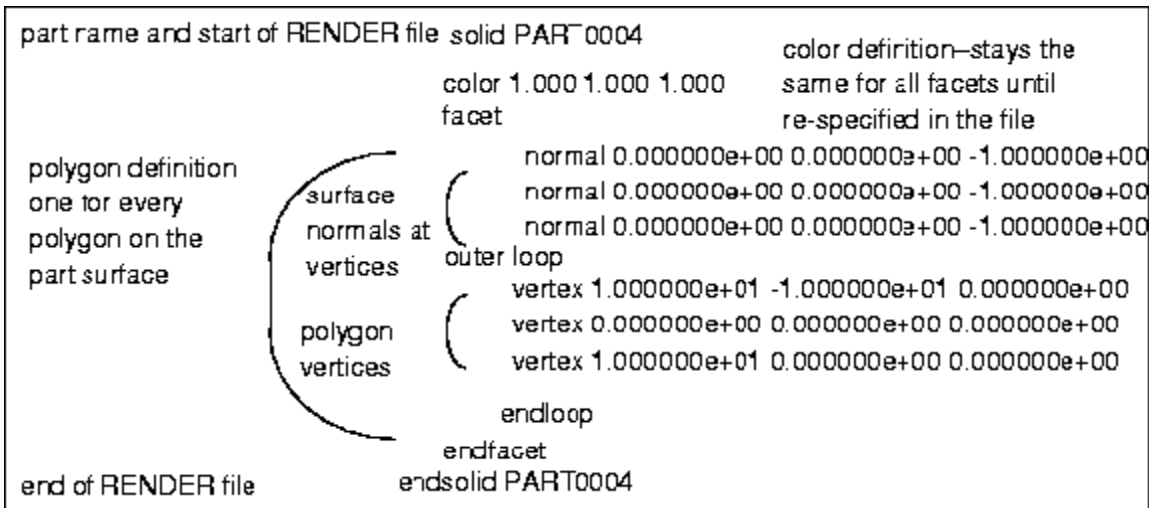 part name and start of RENDER file solid PART0004
color definition–stays the
same for all facets until
re-specified in the file
color 1.000 1.000 1.000
facet
polygon definition
one for every
polygon on the
part surface
surface
normals at
vertices
normal 0.000000e+00 0.000000e+00 -1.000000e+00
normal 0.000000e+00 0.000000e+00 -1.000000e+00
normal 0.000000e+00 0.000000e+00 -1.000000e+00
outer loop
polygon
vertices
vertex 1.000000e+01 -1.000000e+01 0.000000e+00
vertex 0.000000e+00 0.000000e+00 0.000000e+00
vertex 1.000000e+01 0.000000e+00 0.000000e+00
endloop
endfacet
end of RENDER file endsolid PART0004